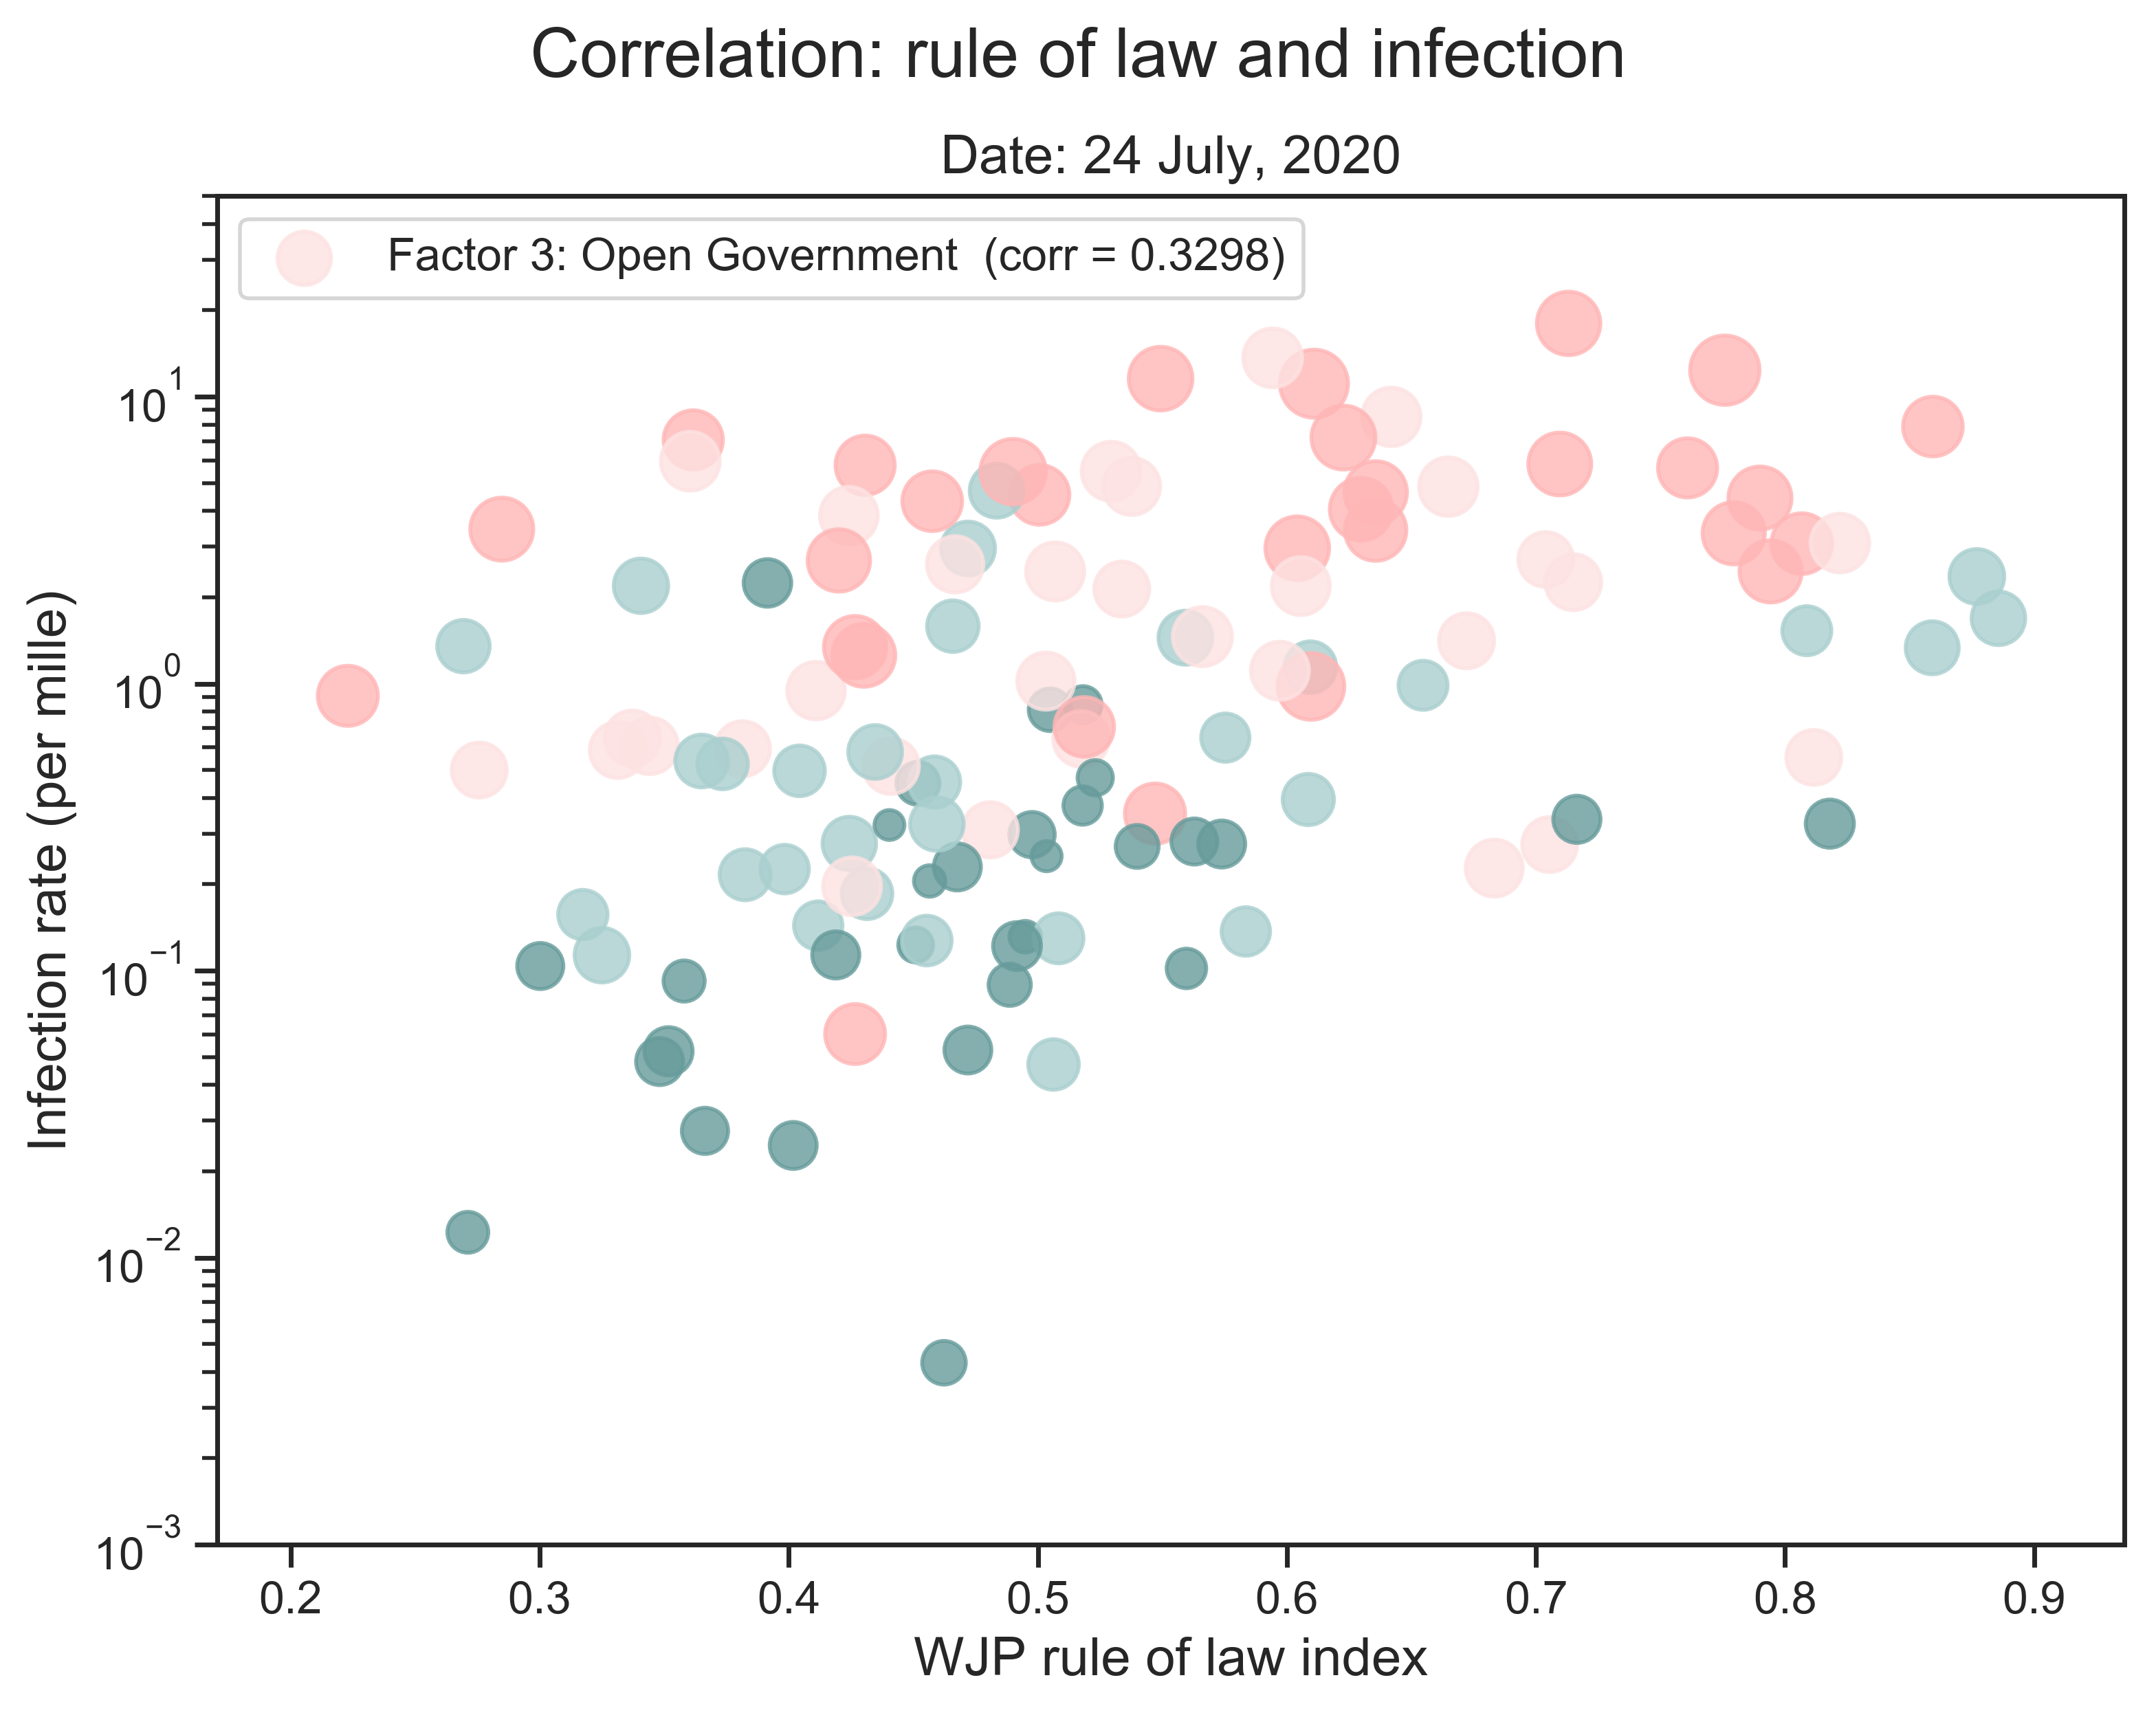 Correlation: rule of law and infection
Date: 24 July, 2020
Factor 3: Open Government  (corr = 0.3298)
Infection rate (per mille)
10^1
10^0
10^−1
10^−2
10^−3
0.2 0.3 0.4 0.5 0.6 0.7 0.8 0.9
WJP rule of law index